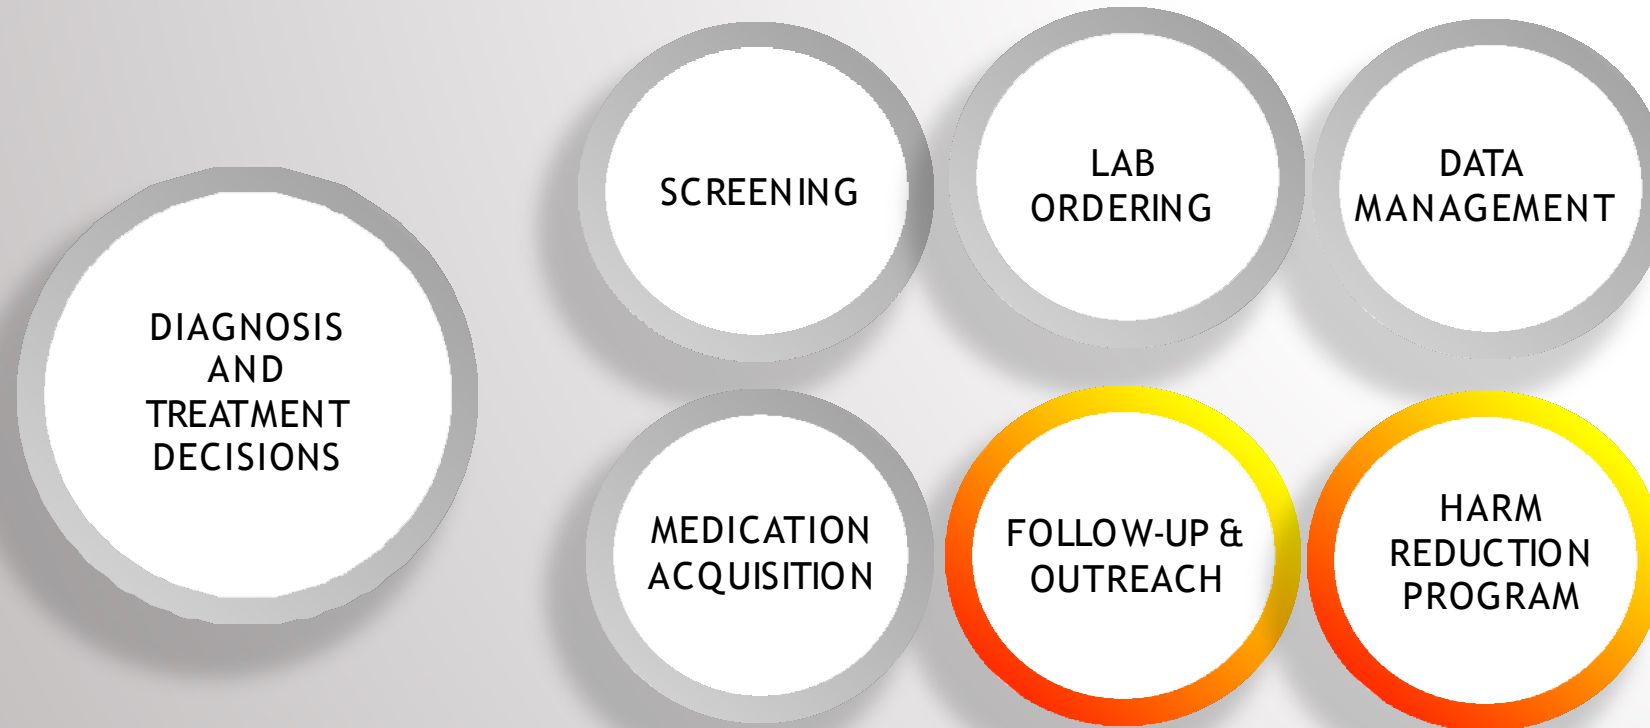 DIAGNOSIS
AND
TREATMENT
DECISIONS
SCREENING
LAB
ORDERING
DATA
MANAGEMENT
MEDICATION
ACQUISITION
FOLLOW-UP &
OUTREACH
HARM
REDUCTION
PROGRAM